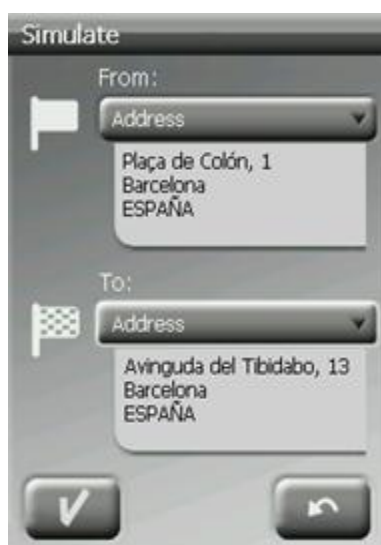 Simulate
From:
Address
Plaça de Colón, 1
Barcelona
ESPAÑA
To:
Address
Avinguda del Tibidabo, 13
Barcelona
ESPAÑA